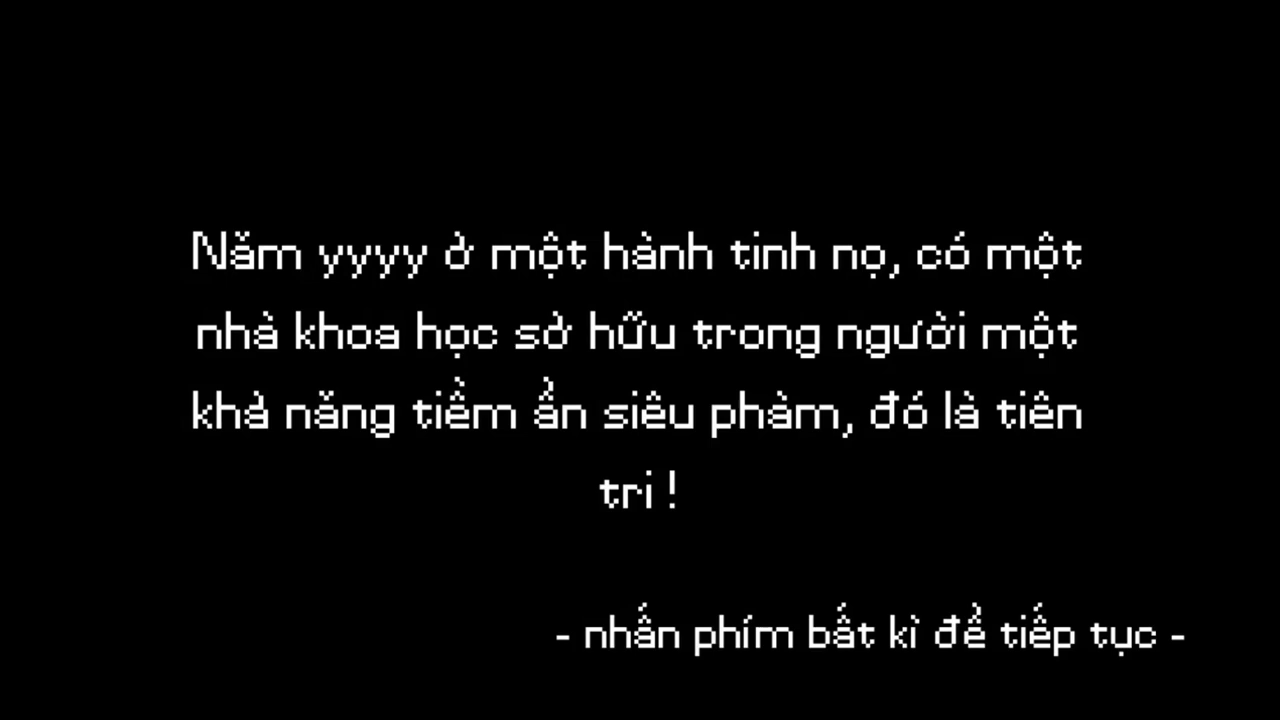 Năm yyyy ở một hành tinh nọ, có một
nhà khoa học sở hữu trong người một
khả năng tiềm ẩn siêu phàm, đó là tiên
tri !
- nhấn phím bất kì để tiếp tục -